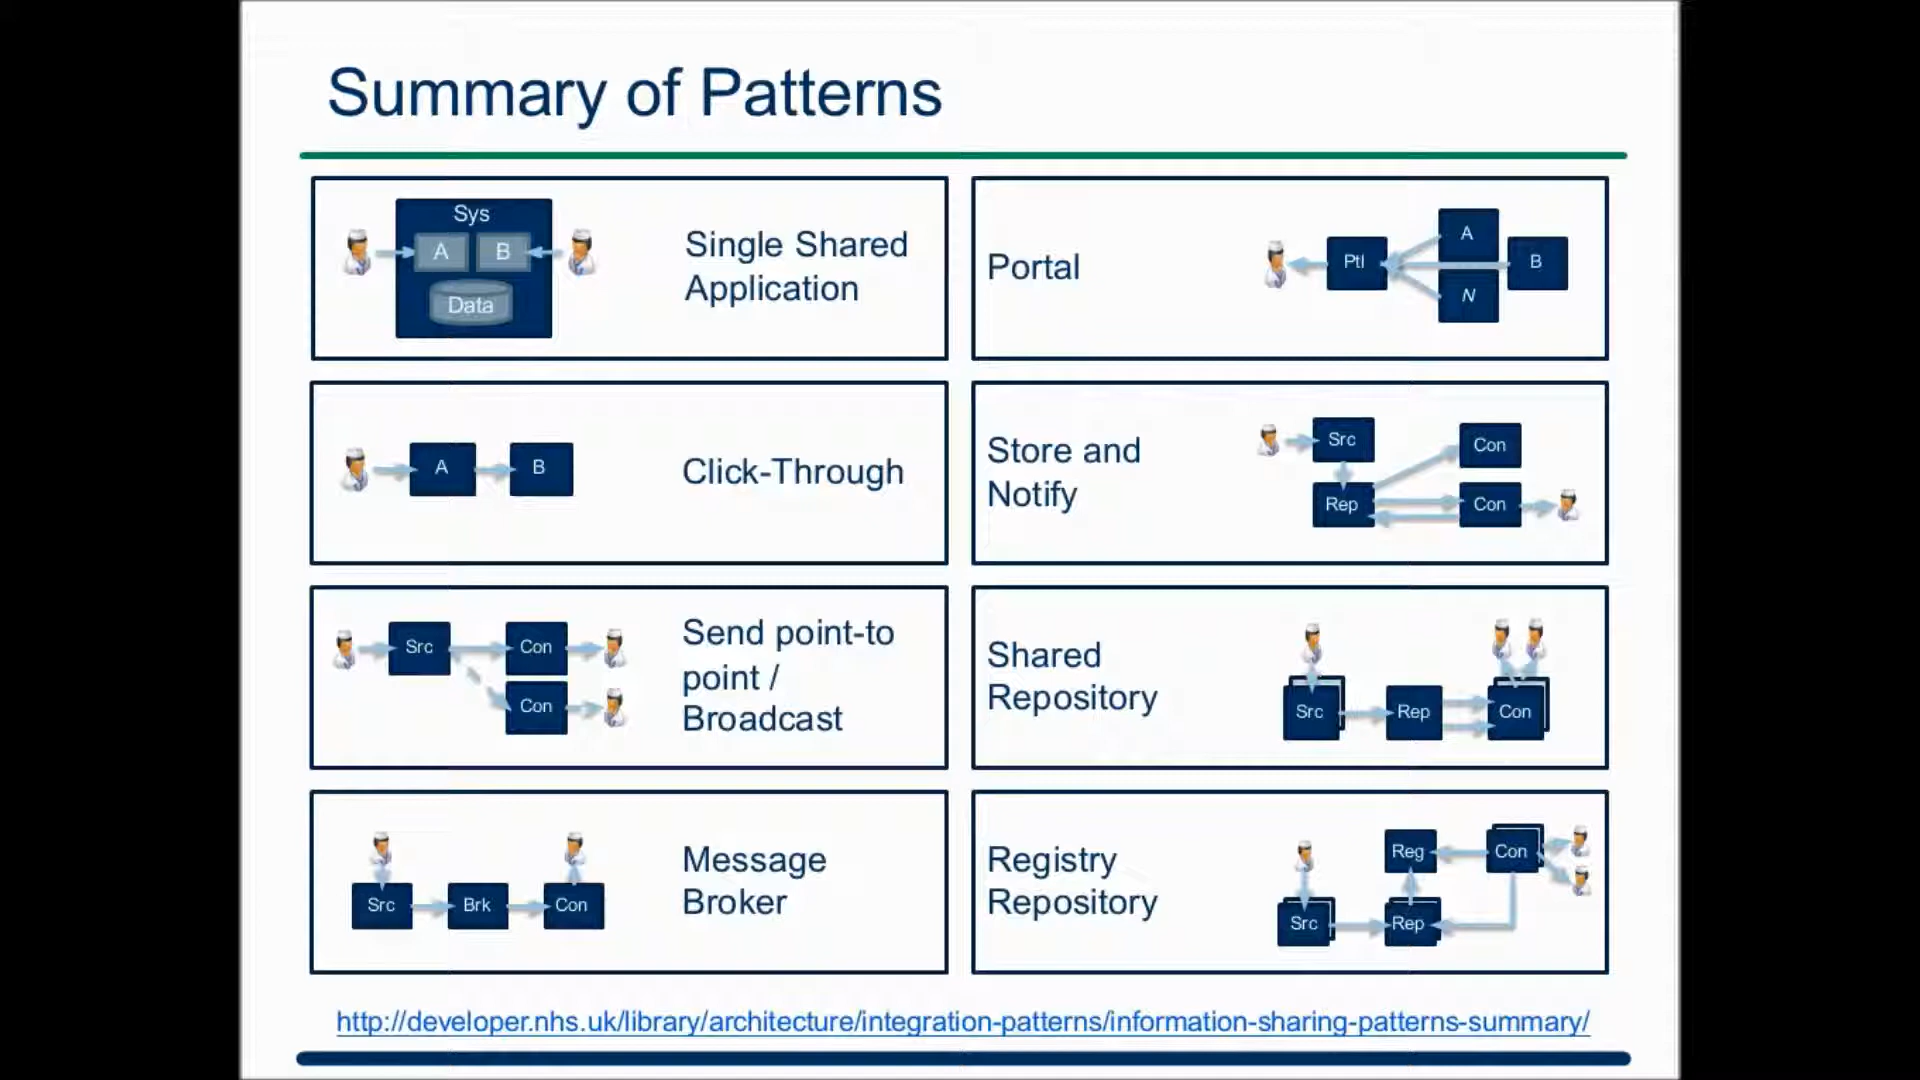 Summary of Patterns
Sys
A
B
Data
Single Shared
Application
Portal
Ptl
A
B
N
A
B
Click-Through
Store and
Notify
Src
Con
Rep
Con
Src
Con
Con
Send point-to
point /
Broadcast
Shared
Repository
Src
Rep
Con
Src
Brk
Con
Message
Broker
Registry
Repository
Reg
Con
Src
Rep
http://developer.nhs.uk/library/architecture/integration-patterns/information-sharing-patterns-summary/